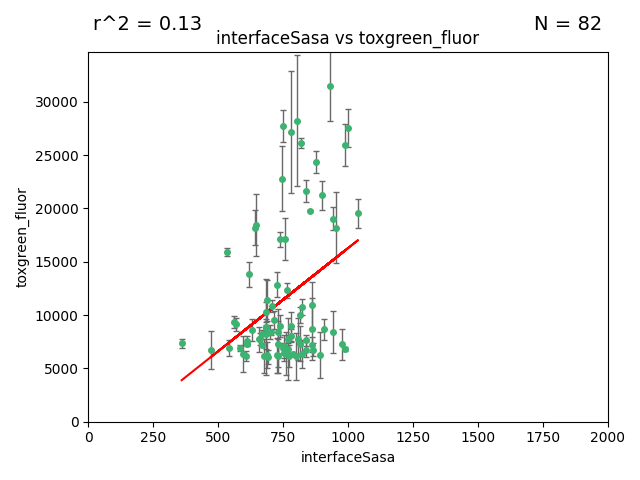 r^2 = 0.13
N = 82
interfaceSasa vs toxgreen_fluor
30000
25000
20000
15000
10000
5000
0
toxgreen_fluor
0 250 500 750 1000 1250 1500 1750 2000
interfaceSasa